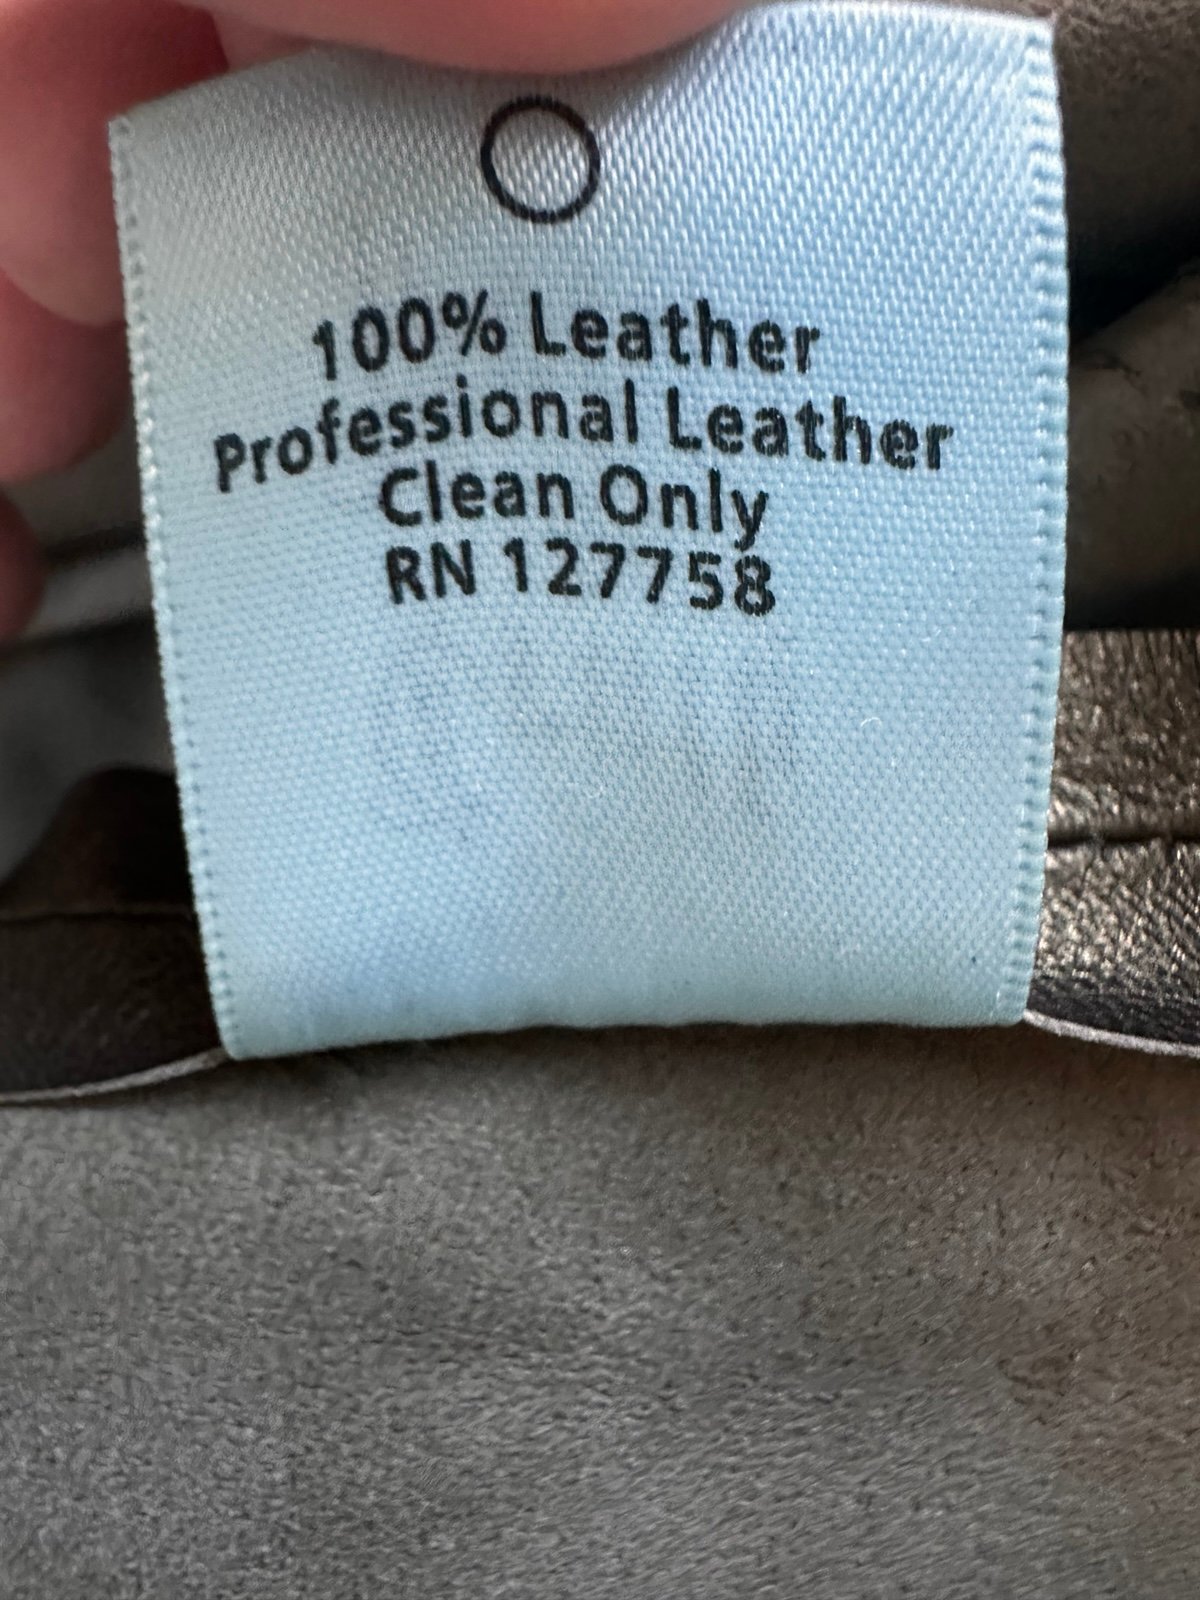 100% Leather
Professional Leather
Clean Only
RN 127758